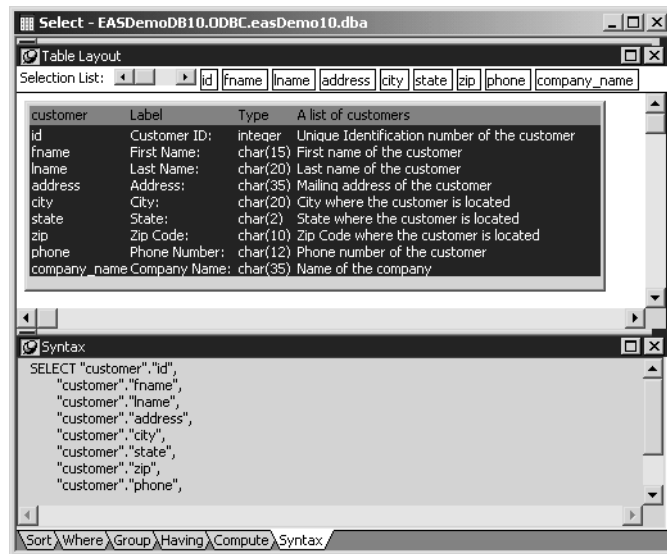 Select - EASDemoDB10.ODBC.easDemo10.dba
Table Layout
Selection List: id fname lname address city state zip phone company_name
customer Label Type A list of customers
id Customer ID: integer Unique Identification number of the customer
fname First Name: char(15) First name of the customer
lname Last Name: char(20) Last name of the customer
address Address: char(35) Mailing address of the customer
city City: char(20) City where the customer is located
state State: char(2) State where the customer is located
zip Zip Code: char(10) Zip Code where the customer is located
phone Phone Number: char(12) Phone number of the customer
company_name Company Name: char(35) Name of the company
Syntax
SELECT "customer"."id",
"customer"."fname",
"customer"."lname",
"customer"."address",
"customer"."city",
"customer"."state",
"customer"."zip",
"customer"."phone",
Sort Where Group Having Compute Syntax